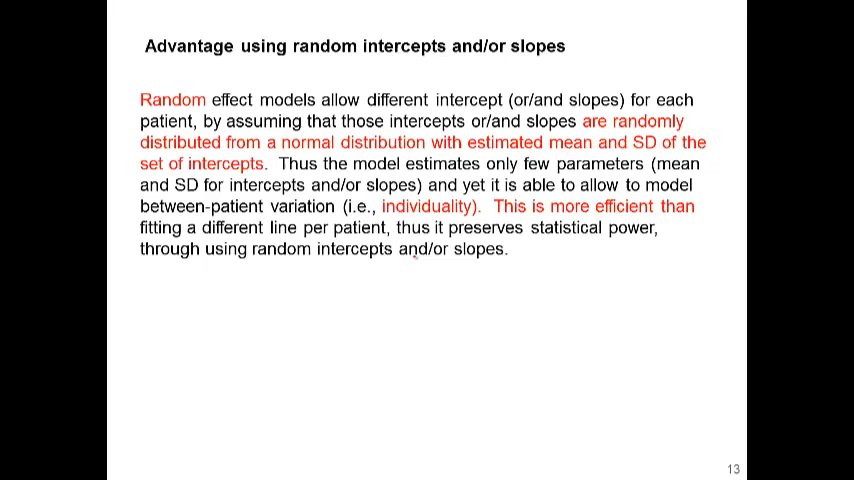 Advantage using random intercepts and/or slopes
Random effect models allow different intercept (or/and slopes) for each
patient, by assuming that those intercepts or/and slopes are randomly
distributed from a normal distribution with estimated mean and SD of the
set of intercepts. Thus the model estimates only few parameters (mean
and SD for intercepts and/or slopes) and yet it is able to allow to model
between-patient variation (i.e., individuality). This is more efficient than
fitting a different line per patient, thus it preserves statistical power,
through using random intercepts and/or slopes.
13